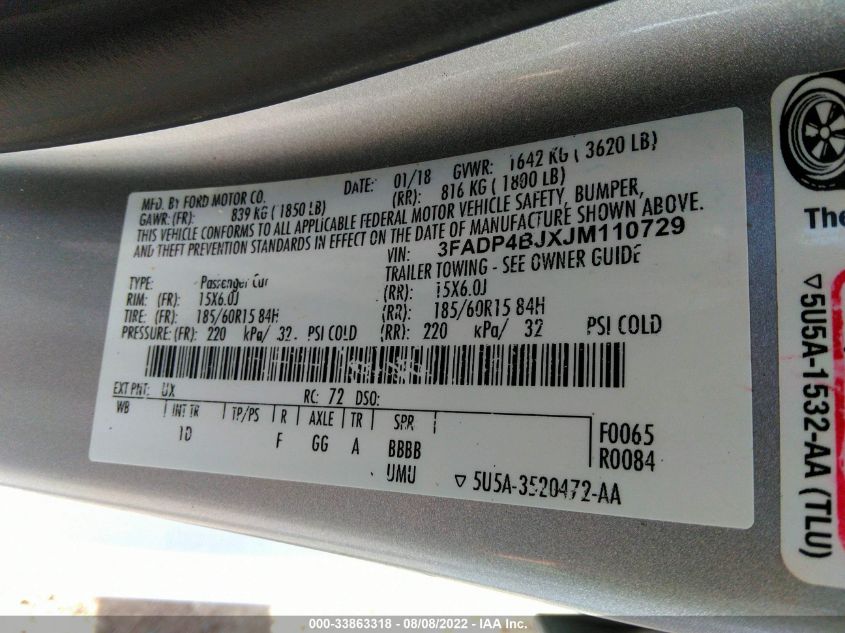 MFD. BY FORD MOTOR CO. DATE: 01/18 GVWR: 1642 KG ( 3620 LB)
GAWR: (FR): 839 KG ( 1850 LB) (RR): 816 KG ( 1800 LB)
THIS VEHICLE CONFORMS TO ALL APPLICABLE FEDERAL MOTOR VEHICLE SAFETY, BUMPER,
AND THEFT PREVENTION STANDARDS IN EFFECT ON THE DATE OF MANUFACTURE SHOWN ABOVE.
VIN: 3FADP4BJXJM110729
TYPE: Passenger Car TRAILER TOWING - SEE OWNER GUIDE
RIM: (FR): 15X6.0J (RR): 15X6.0J
TIRE: (FR): 185/60R15 84H (RR): 185/60R15 84H
PRESSURE: (FR): 220 kPa/ 32. PSI COLD (RR): 220 kPa/ 32 PSI COLD
EXT PNT: UX RC: 72 DSO:
WB INT TR TP/PS R AXLE TR SPR
10 F GG A BBBB
UMU
F0065
R0084
5U5A-3520472-AA
The
5U5A-1532-AA (TLU)
000-33863318 - 08/08/2022 - IAA Inc.